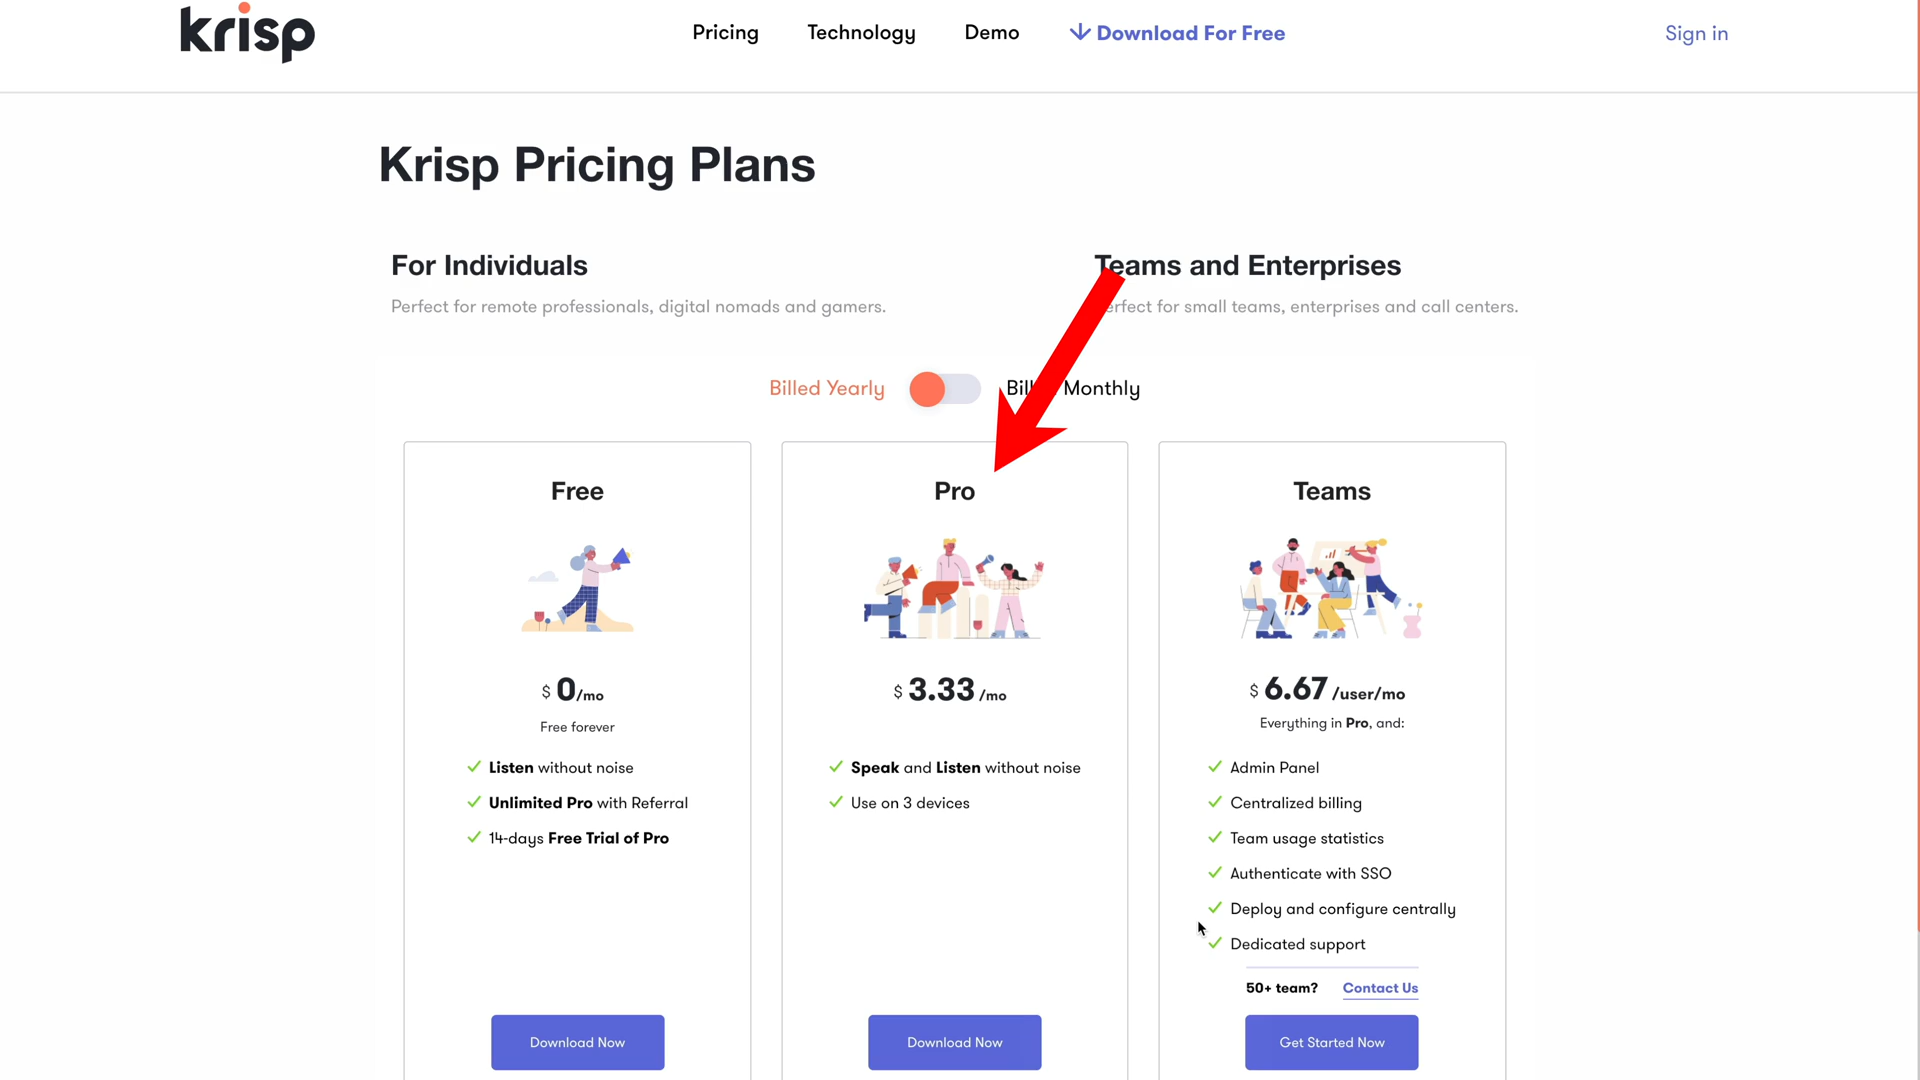 krisp
Pricing
Technology
Demo
Download For Free
Sign in
Krisp Pricing Plans
For Individuals
Perfect for remote professionals, digital nomads and gamers.
Teams and Enterprises
erfect for small teams, enterprises and call centers.
Billed Yearly
Bill Monthly
Free
$ 0/mo
Free forever
Listen without noise
Unlimited Pro with Referral
14-days Free Trial of Pro
Download Now
Pro
$ 3.33 /mo
Speak and Listen without noise
Use on 3 devices
Download Now
Teams
$ 6.67 /user/mo
Everything in Pro, and:
Admin Panel
Centralized billing
Team usage statistics
Authenticate with SSO
Deploy and configure centrally
Dedicated support
50+ team? Contact Us
Get Started Now